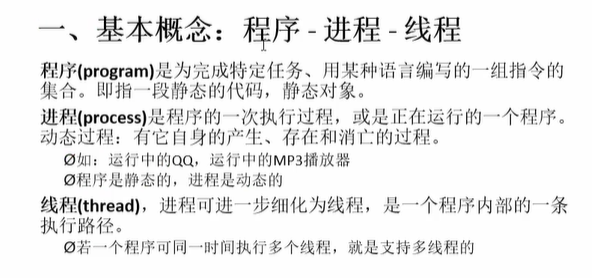 一、基本概念：程序 - 进程 - 线程
程序(program)是为完成特定任务、用某种语言编写的一组指令的
集合。即指一段静态的代码，静态对象。
进程(process)是程序的一次执行过程，或是正在运行的一个程序。
动态过程：有它自身的产生、存在和消亡的过程。
Ø如：运行中的QQ，运行中的MP3播放器
Ø程序是静态的，进程是动态的
线程(thread)，进程可进一步细化为线程，是一个程序内部的一条
执行路径。
Ø若一个程序可同一时间执行多个线程，就是支持多线程的